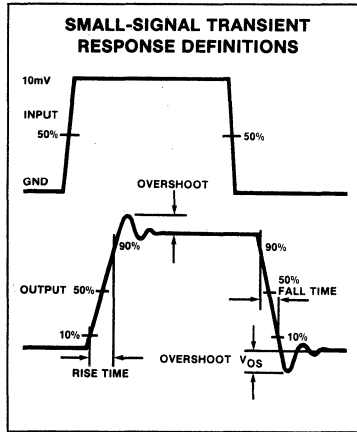 SMALL-SIGNAL TRANSIENT
RESPONSE DEFINITIONS
10mV
INPUT
50%
50%
GND
OVERSHOOT
90%
90%
OUTPUT
50%
50%
FALL TIME
10%
10%
RISE TIME
OVERSHOOT
VOS